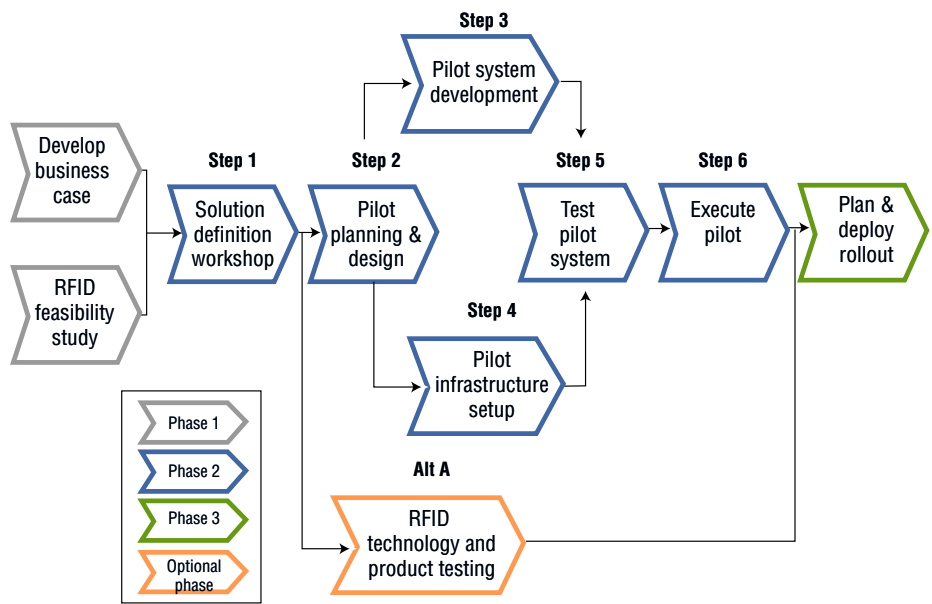 Step 3
Pilot system
development
Develop
business
case
Step 1
Solution
definition
workshop
Step 2
Pilot
planning &
design
Step 5
Test
pilot
system
Step 6
Execute
pilot
Plan &
deploy
rollout
RFID
feasibility
study
Step 4
Pilot
infrastructure
setup
Alt A
RFID
technology and
product testing
Phase 1
Phase 2
Phase 3
Optional
phase